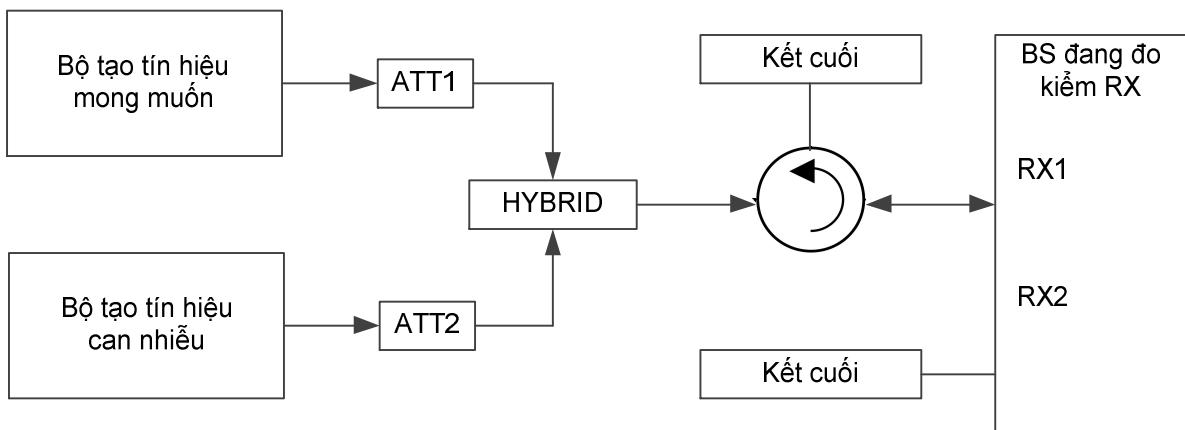 Bộ tạo tín hiệu
mong muốn
ATT1
Kết cuối
BS đang đo
kiểm RX
RX1
HYBRID
RX2
Bộ tạo tín hiệu
can nhiễu
ATT2
Kết cuối